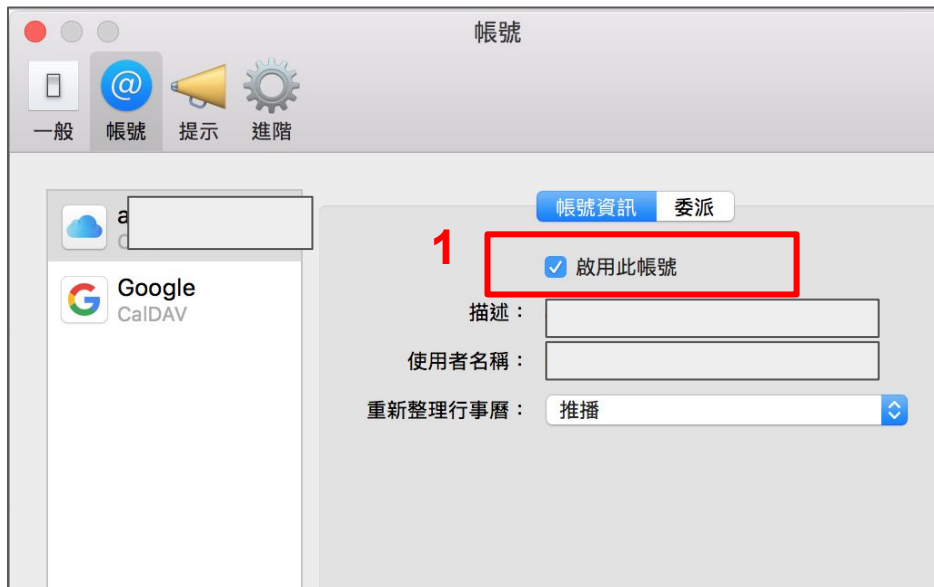 帳號
一般 帳號 提示 進階
帳號資訊 委派
a
1
啟用此帳號
Google
CalDAV
描述：
使用者名稱：
重新整理行事曆： 推播